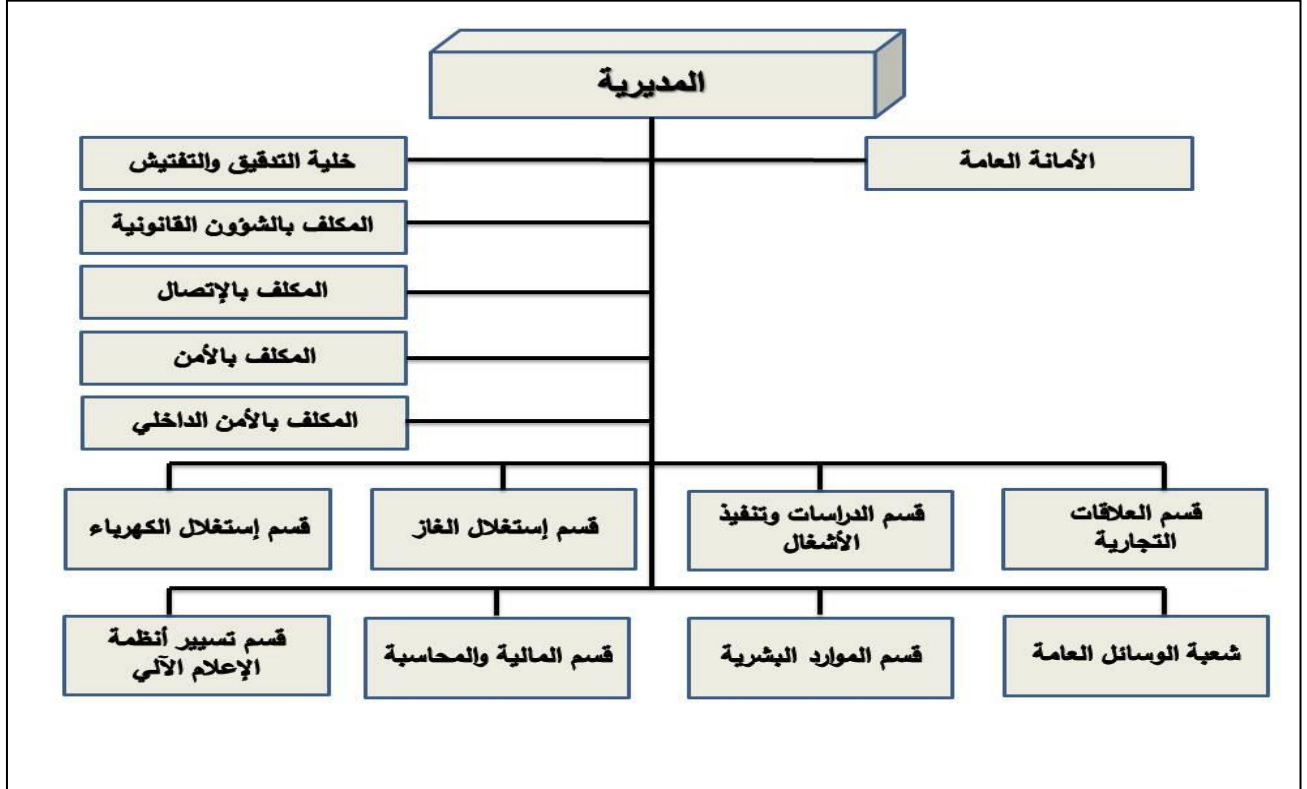 المديرية
الأمانة العامة
خلية التدقيق والتفتيش
المكلف بالشؤون القانونية
المكلف بالإتصال
المكلف بالأمن
المكلف بالأمن الداخلي
قسم العلاقات
التجارية
قسم الدراسات وتنفيذ
الأشغال
قسم إستغلال الغاز
قسم إستغلال الكهرباء
شعبة الوسائل العامة
قسم الموارد البشرية
قسم المالية والمحاسبة
قسم تسيير أنظمة
الإعلام الآلي